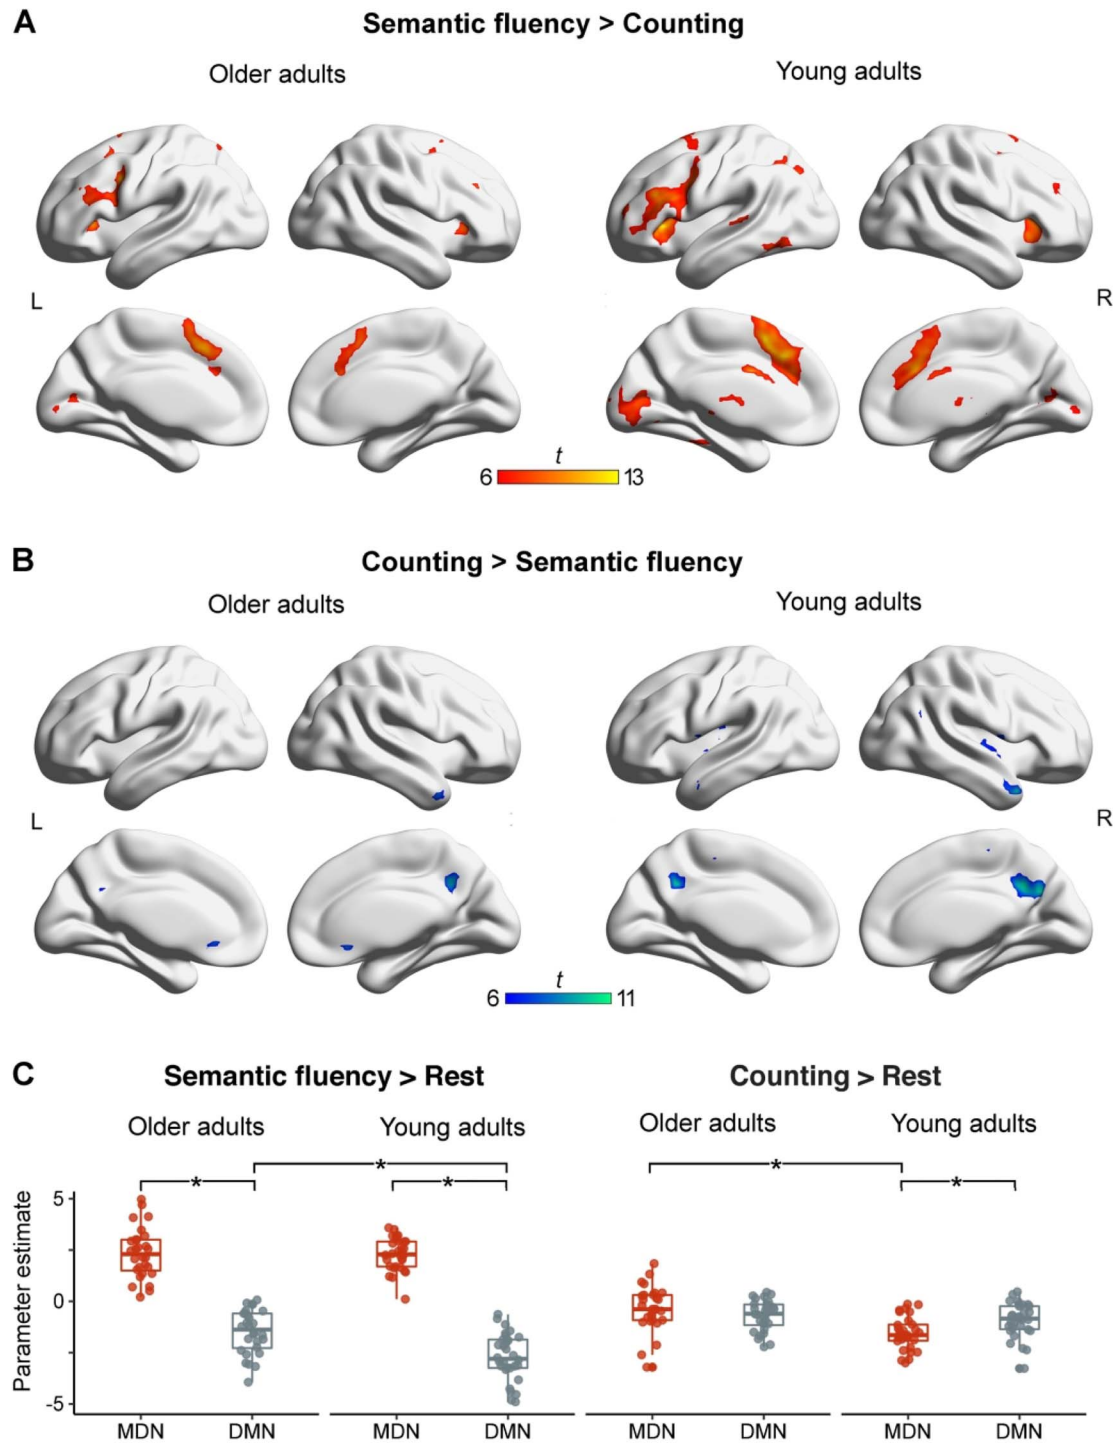 A
Semantic fluency > Counting
Older adults
Young adults
L
R
t
6
13
B
Counting > Semantic fluency
Older adults
Young adults
L
R
t
6
11
C
Semantic fluency > Rest
Counting > Rest
Older adults
Young adults
Older adults
Young adults
*
*
*
*
*
Parameter estimate
5
0
-5
MDN
DMN
MDN
DMN
MDN
DMN
MDN
DMN